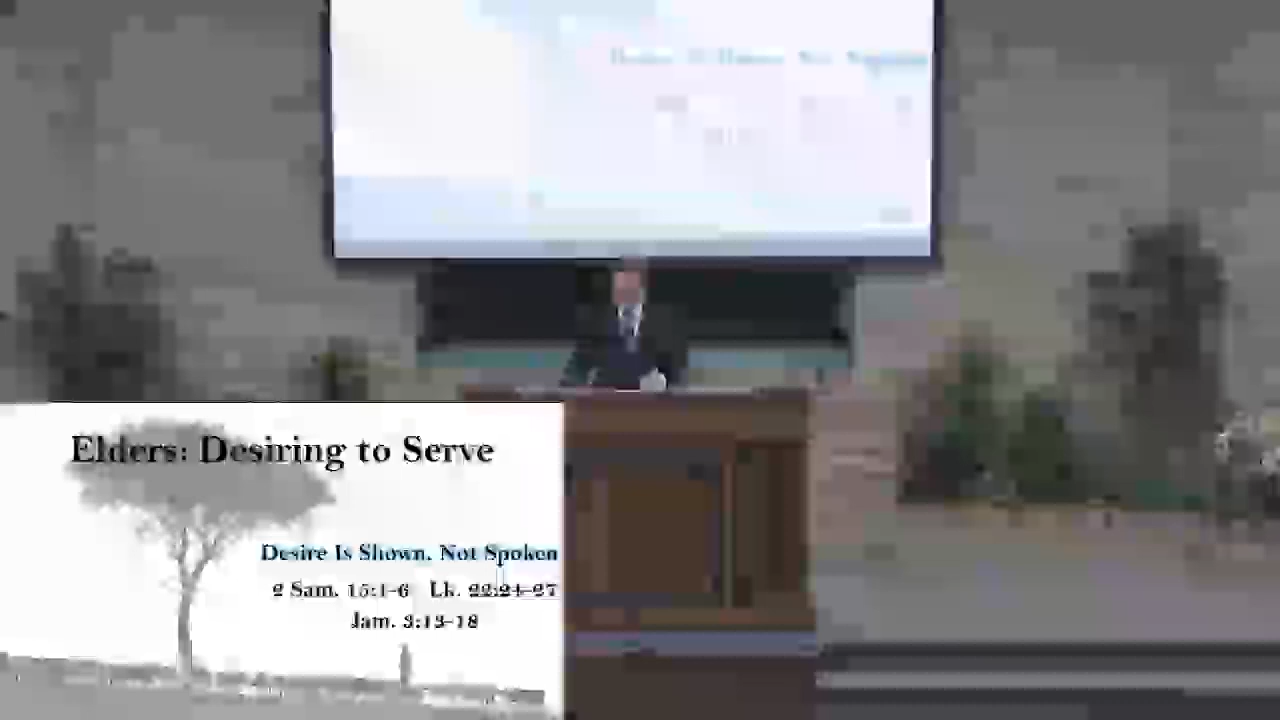 Elders: Desiring to Serve
Desire Is Shown, Not Spoken
2 Sam. 15:1-6 Lk. 22:24-27
Jam. 3:13-18